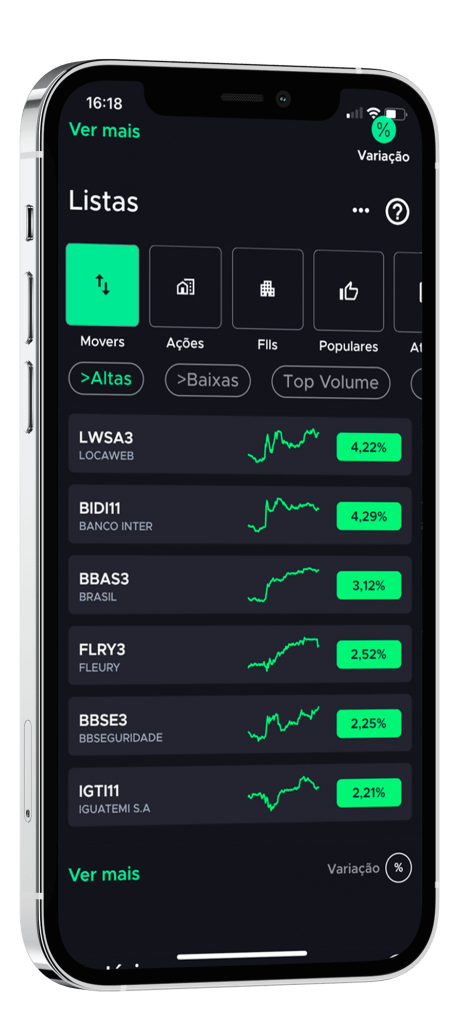 16:18
Ver mais
%
Variação
Listas
... ?
Movers Ações FIIs Populares At
>Altas >Baixas Top Volume
LWSA3
LOCAWEB
4,22%
BIDI11
BANCO INTER
4,29%
BBAS3
BRASIL
3,12%
FLRY3
FLEURY
2,52%
BBSE3
BBSEGURIDADE
2,25%
IGTI11
IGUATEMI S.A
2,21%
Ver mais Variação %